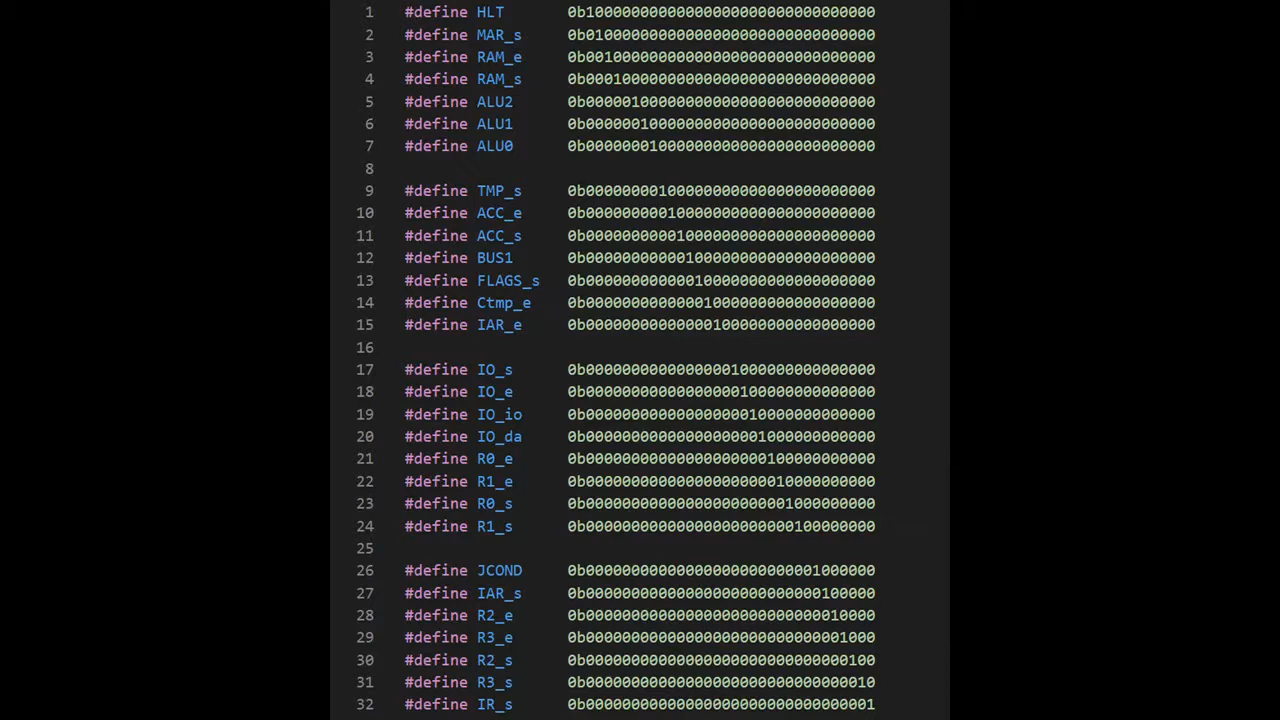 1 #define HLT 0b10000000000000000000000000000000
2 #define MAR_s 0b01000000000000000000000000000000
3 #define RAM_e 0b00100000000000000000000000000000
4 #define RAM_s 0b00010000000000000000000000000000
5 #define ALU2 0b00000100000000000000000000000000
6 #define ALU1 0b00000010000000000000000000000000
7 #define ALU0 0b00000001000000000000000000000000
8
9 #define TMP_s 0b00000000100000000000000000000000
10 #define ACC_e 0b00000000010000000000000000000000
11 #define ACC_s 0b00000000001000000000000000000000
12 #define BUS1 0b00000000000100000000000000000000
13 #define FLAGS_s 0b00000000000010000000000000000000
14 #define Ctmp_e 0b00000000000001000000000000000000
15 #define IAR_e 0b00000000000000100000000000000000
16
17 #define IO_s 0b00000000000000001000000000000000
18 #define IO_e 0b00000000000000000100000000000000
19 #define IO_io 0b00000000000000000010000000000000
20 #define IO_da 0b00000000000000000001000000000000
21 #define R0_e 0b00000000000000000000100000000000
22 #define R1_e 0b00000000000000000000010000000000
23 #define R0_s 0b00000000000000000000001000000000
24 #define R1_s 0b00000000000000000000000100000000
25
26 #define JCOND 0b00000000000000000000000001000000
27 #define IAR_s 0b00000000000000000000000000100000
28 #define R2_e 0b00000000000000000000000000010000
29 #define R3_e 0b00000000000000000000000000001000
30 #define R2_s 0b00000000000000000000000000000100
31 #define R3_s 0b00000000000000000000000000000010
32 #define IR_s 0b00000000000000000000000000000001